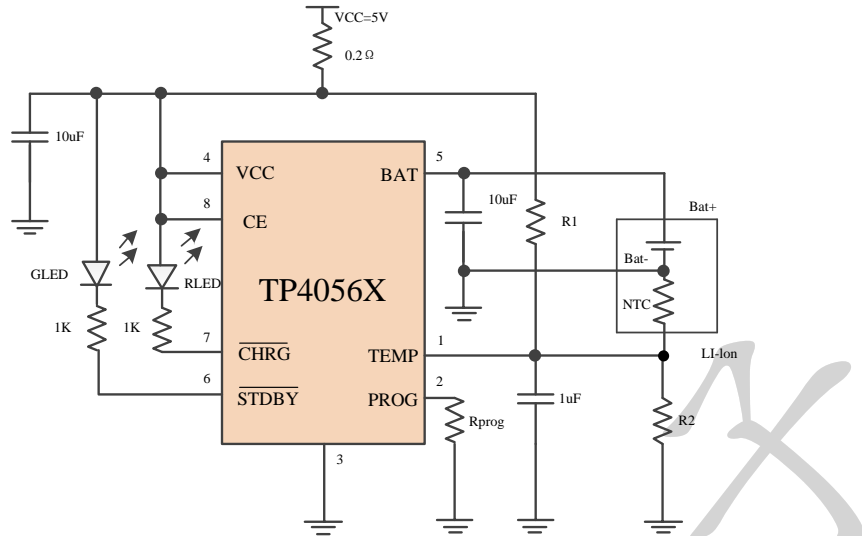 VCC=5V
0.2Ω
10uF
4
VCC
BAT
5
8
CE
10uF
R1
Bat+
Bat-
GLED
RLED
TP4056X
NTC
1K
1K
7
CHRG
TEMP
1
LI-lon
6
STDBY
PROG
2
1uF
Rprog
R2
3